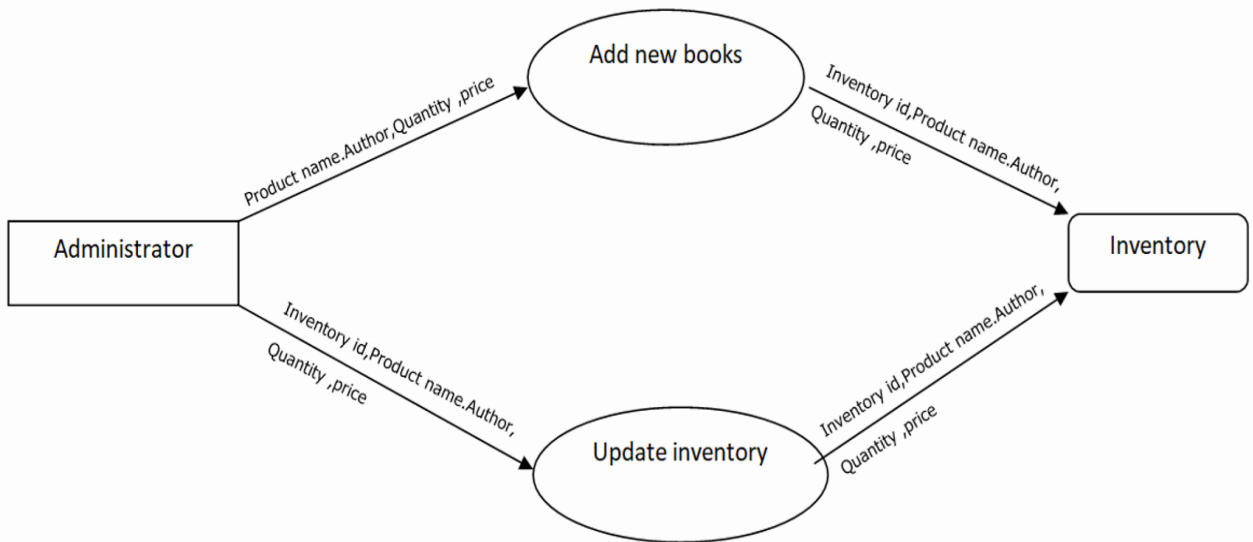 Add new books
Product name.Author,Quantity ,price
Inventory id,Product name.Author,
Quantity ,price
Administrator
Inventory
Inventory id,Product name.Author,
Quantity ,price
Update inventory
Inventory id,Product name.Author,
Quantity ,price